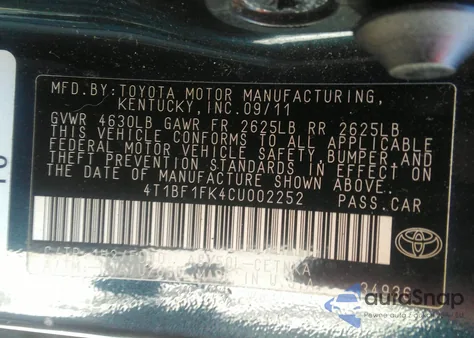 MFD.BY:TOYOTA MOTOR MANUFACTURING,
KENTUCKY,INC.09/11
GVWR 4630LB GAWR FR 2625LB RR 2625LB
THIS VEHICLE CONFORMS TO ALL APPLICABLE
FEDERAL MOTOR VEHICLE SAFETY, BUMPER,AND
THEFT PREVENTION STANDARDS IN EFFECT ON
THE DATE OF MANUFACTURE SHOWN ABOVE.
4T1BF1FK4CU002252 PASS.CAR
autoSnap